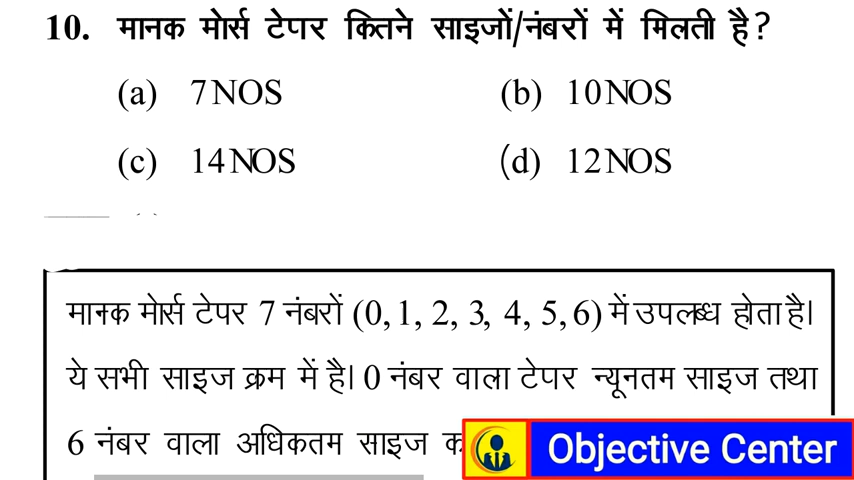 10. मानक मोर्स टेपर कितने साइजों/नंबरों में मिलती है?
(a) 7NOS (b) 10NOS
(c) 14NOS (d) 12NOS
मानक मोर्स टेपर 7 नंबरों (0, 1, 2, 3, 4, 5, 6) में उपलब्ध होता है।
ये सभी साइज क्रम में है। 0 नंबर वाला टेपर न्यूनतम साइज तथा
6 नंबर वाला अधिकतम साइज
Objective Center